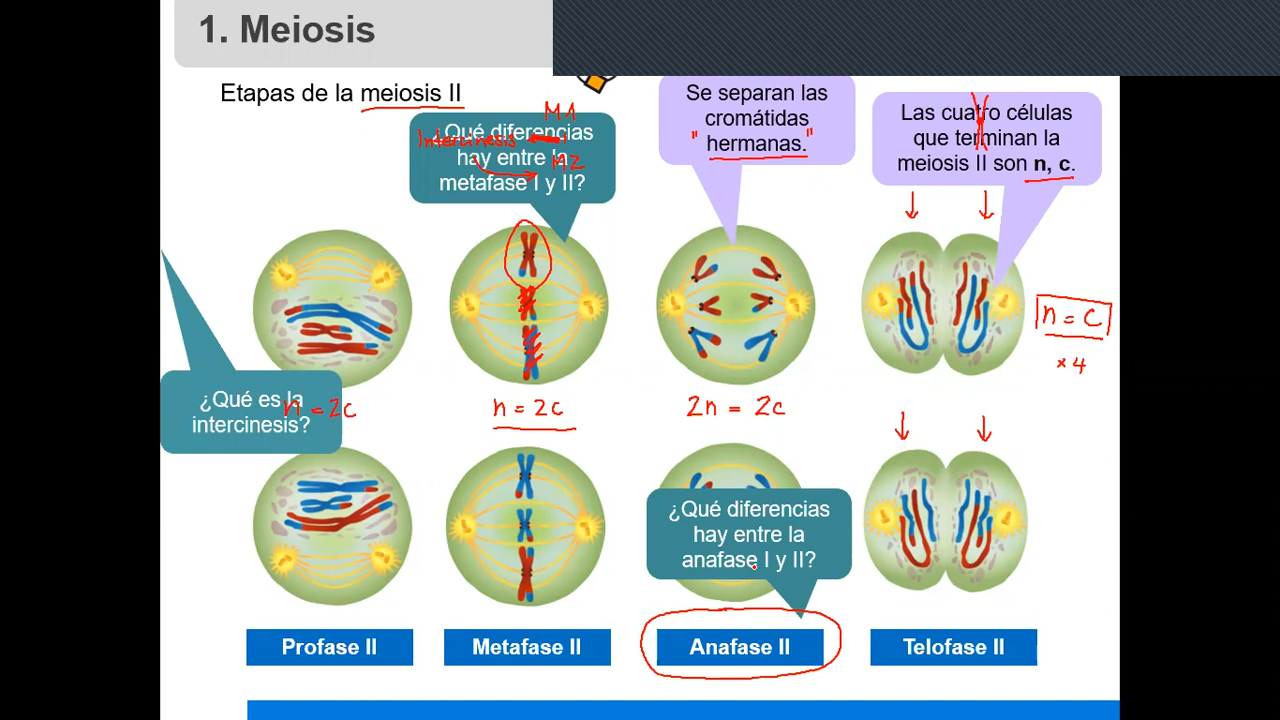 1. Meiosis
Etapas de la meiosis II
¿Qué diferencias
hay entre la
metafase I y II?
M1
Intercinesis
M2
Se separan las
cromátidas
"hermanas."
Las cuatro células
que terminan la
meiosis II son n, c.
n = c
×4
¿Qué es la
intercinesis?
n = 2c
n = 2c
2n = 2c
¿Qué diferencias
hay entre la
anafase I y II?
Profase II
Metafase II
Anafase II
Telofase II